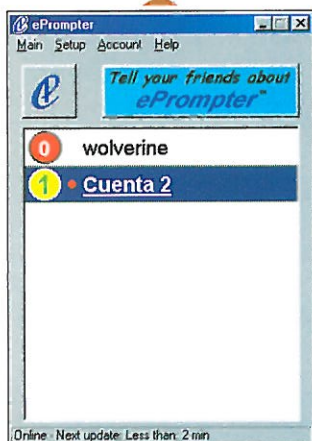 ePrompter
Main Setup Account Help
e
Tell your friends about
ePrompter™
0 wolverine
1 Cuenta 2
Online - Next update: Less than: 2 min